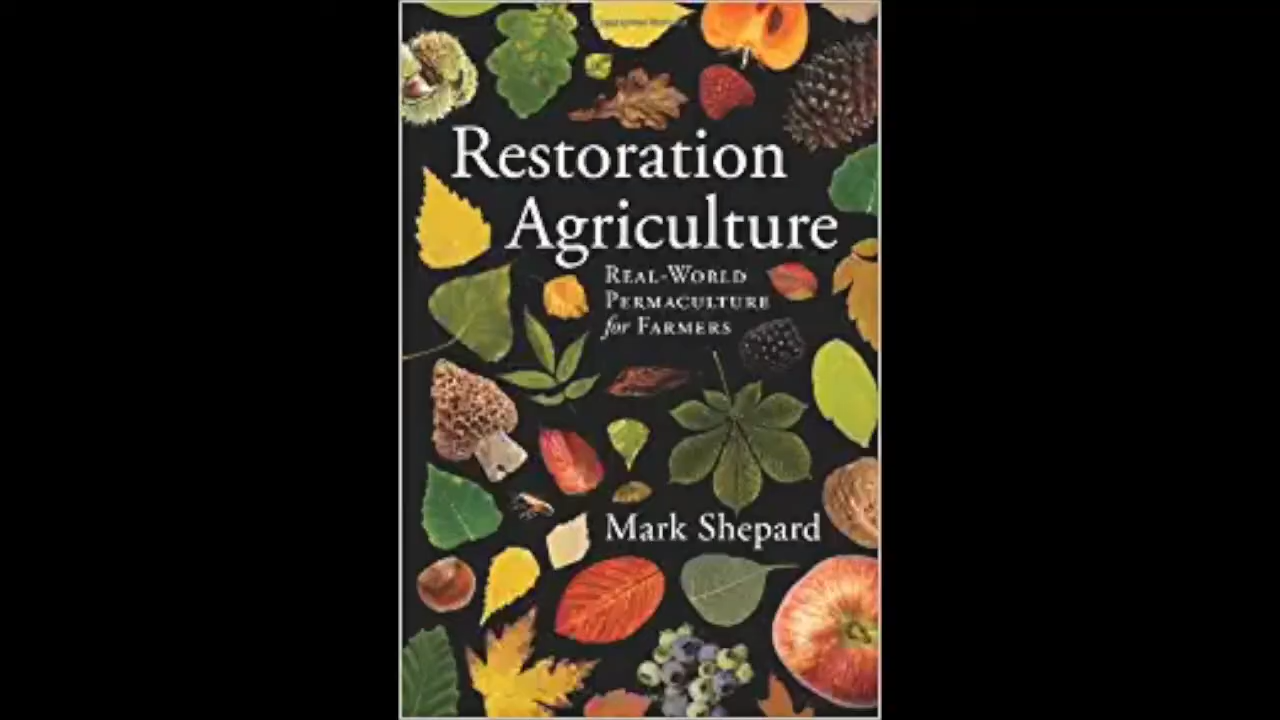 Restoration
Agriculture
Real-World
Permaculture
for Farmers
Mark Shepard